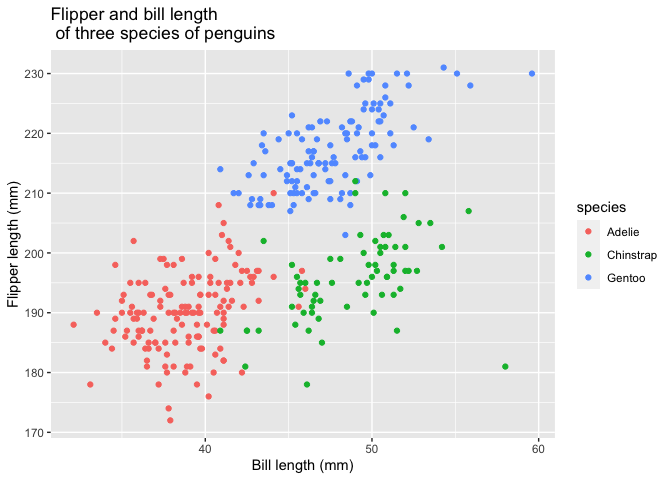 Flipper and bill length
of three species of penguins
230
220
210
200
190
180
170
Flipper length (mm)
40
50
60
Bill length (mm)
species
Adelie
Chinstrap
Gentoo